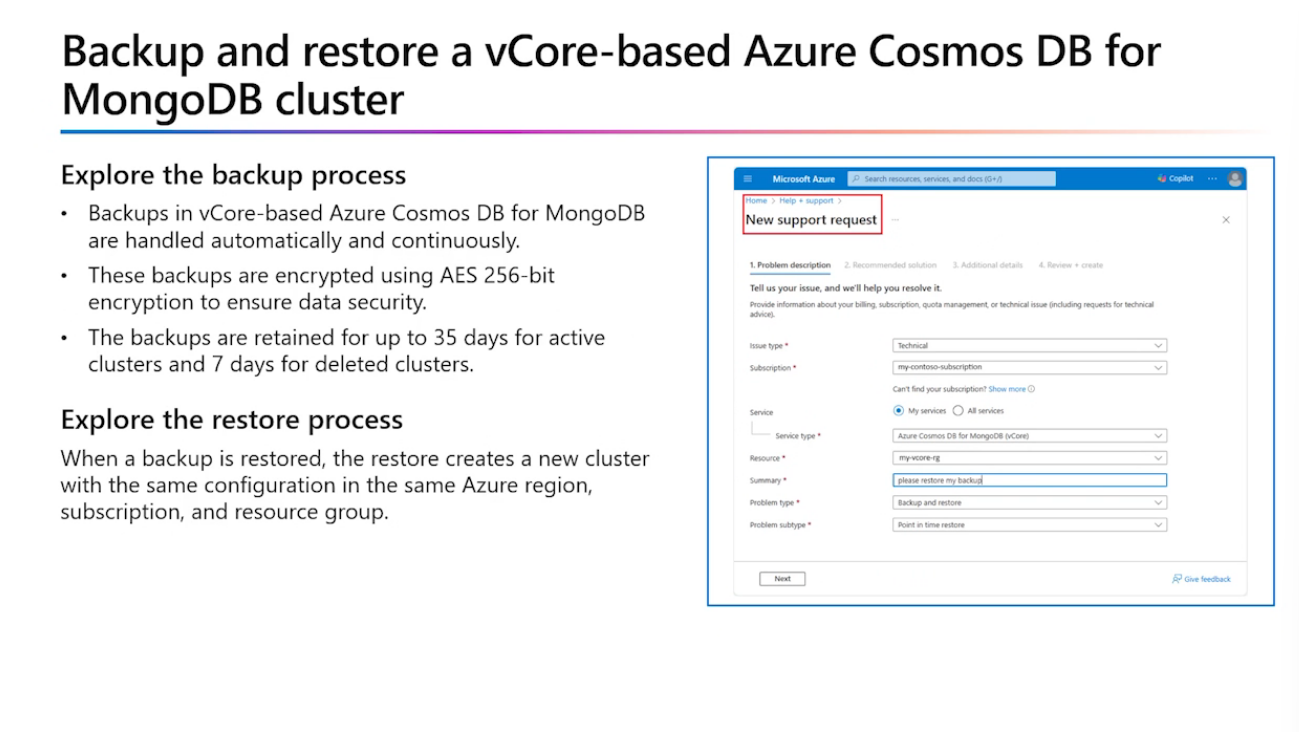 Backup and restore a vCore-based Azure Cosmos DB for
MongoDB cluster
Explore the backup process
• Backups in vCore-based Azure Cosmos DB for MongoDB
are handled automatically and continuously.
• These backups are encrypted using AES 256-bit
encryption to ensure data security.
• The backups are retained for up to 35 days for active
clusters and 7 days for deleted clusters.
Explore the restore process
When a backup is restored, the restore creates a new cluster
with the same configuration in the same Azure region,
subscription, and resource group.
Microsoft Azure
Search resources, services, and docs (G+/)
Copilot
Home > Help + support >
New support request
1. Problem description 2. Recommended solution 3. Additional details 4. Review + create
Tell us your issue, and we'll help you resolve it.
Provide information about your billing, subscription, quota management, or technical issue (including requests for technical
advice).
Issue type * Technical
Subscription * my-contoso-subscription
Can't find your subscription? Show more
Service My services All services
Service type * Azure Cosmos DB for MongoDB (vCore)
Resource * my-vcore-rg
Summary * please restore my backup
Problem type * Backup and restore
Problem subtype * Point in time restore
Next
Give feedback